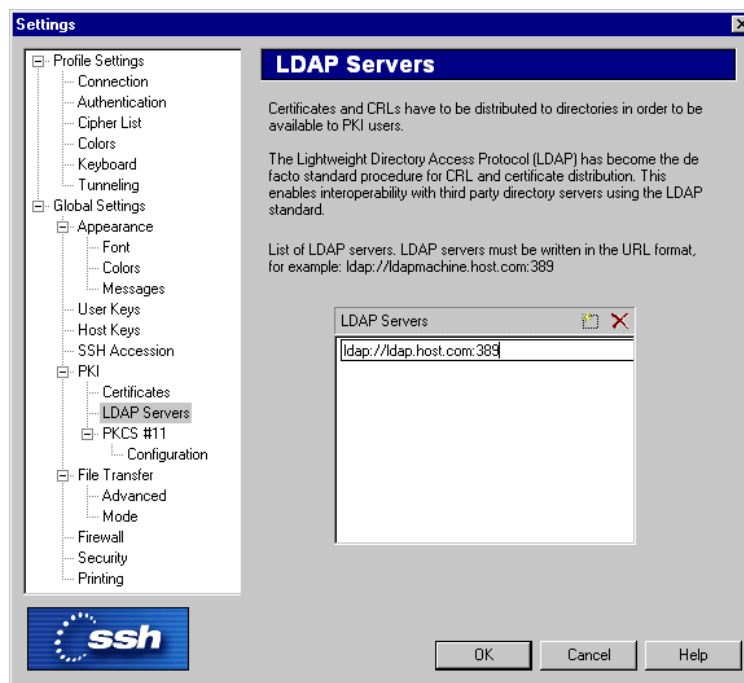 Settings
Profile Settings
Connection
Authentication
Cipher List
Colors
Keyboard
Tunneling
Global Settings
Appearance
Font
Colors
Messages
User Keys
Host Keys
SSH Accession
PKI
Certificates
LDAP Servers
PKCS #11
Configuration
File Transfer
Advanced
Mode
Firewall
Security
Printing
ssh
LDAP Servers
Certificates and CRLs have to be distributed to directories in order to be
available to PKI users.
The Lightweight Directory Access Protocol (LDAP) has become the de
facto standard procedure for CRL and certificate distribution. This
enables interoperability with third party directory servers using the LDAP
standard.
List of LDAP servers. LDAP servers must be written in the URL format,
for example: ldap://ldapmachine.host.com:389
LDAP Servers
ldap://ldap.host.com:389
OK
Cancel
Help